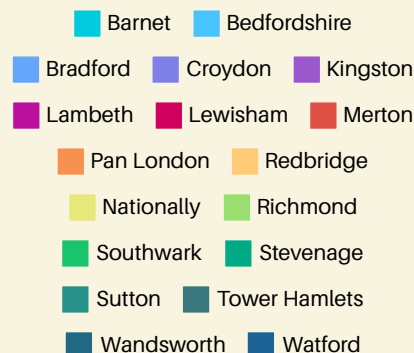 Barnet Bedfordshire
Bradford Croydon Kingston
Lambeth Lewisham Merton
Pan London Redbridge
Nationally Richmond
Southwark Stevenage
Sutton Tower Hamlets
Wandsworth Watford